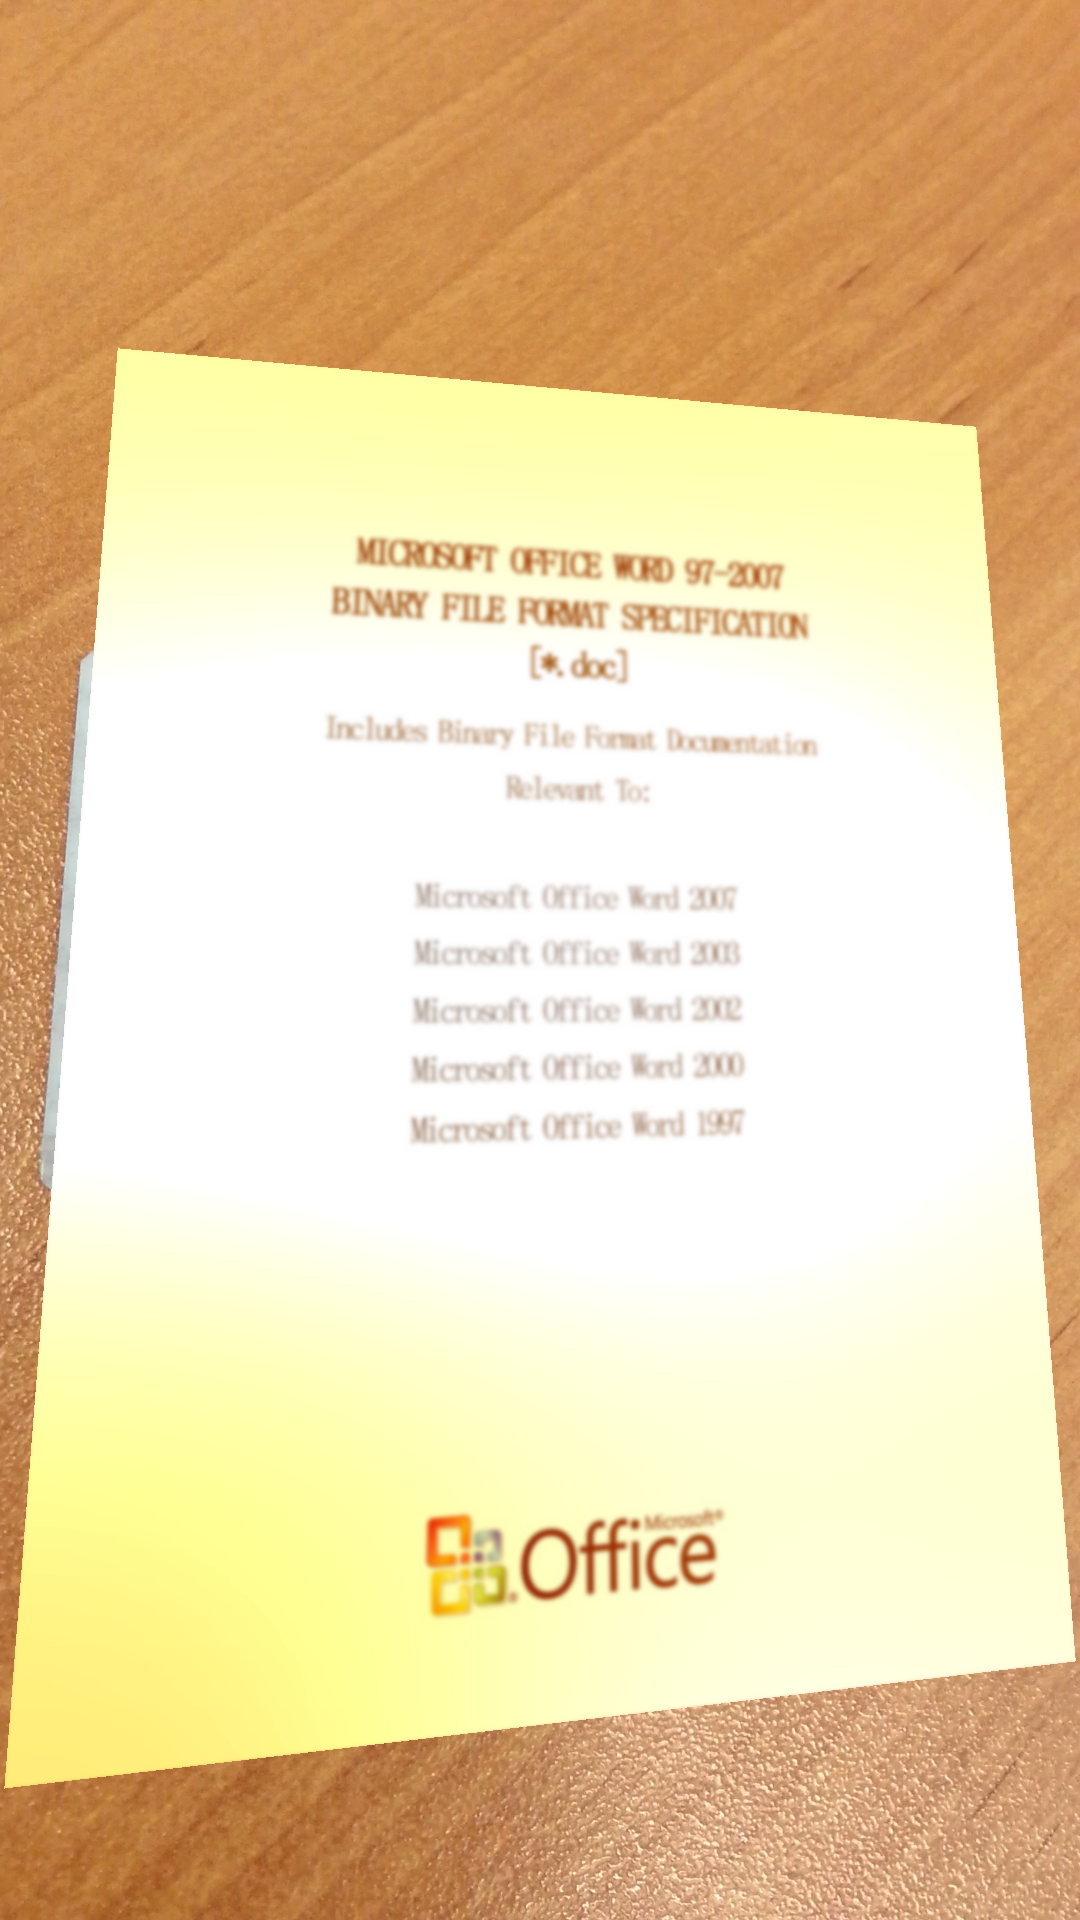 MICROSOFT OFFICE WORD 97-2007
BINARY FILE FORMAT SPECIFICATION
[*.doc]
Includes Binary File Format Documentation
Relevant To:
Microsoft Office Word 2007
Microsoft Office Word 2003
Microsoft Office Word 2002
Microsoft Office Word 2000
Microsoft Office Word 1997
Microsoft®
Office